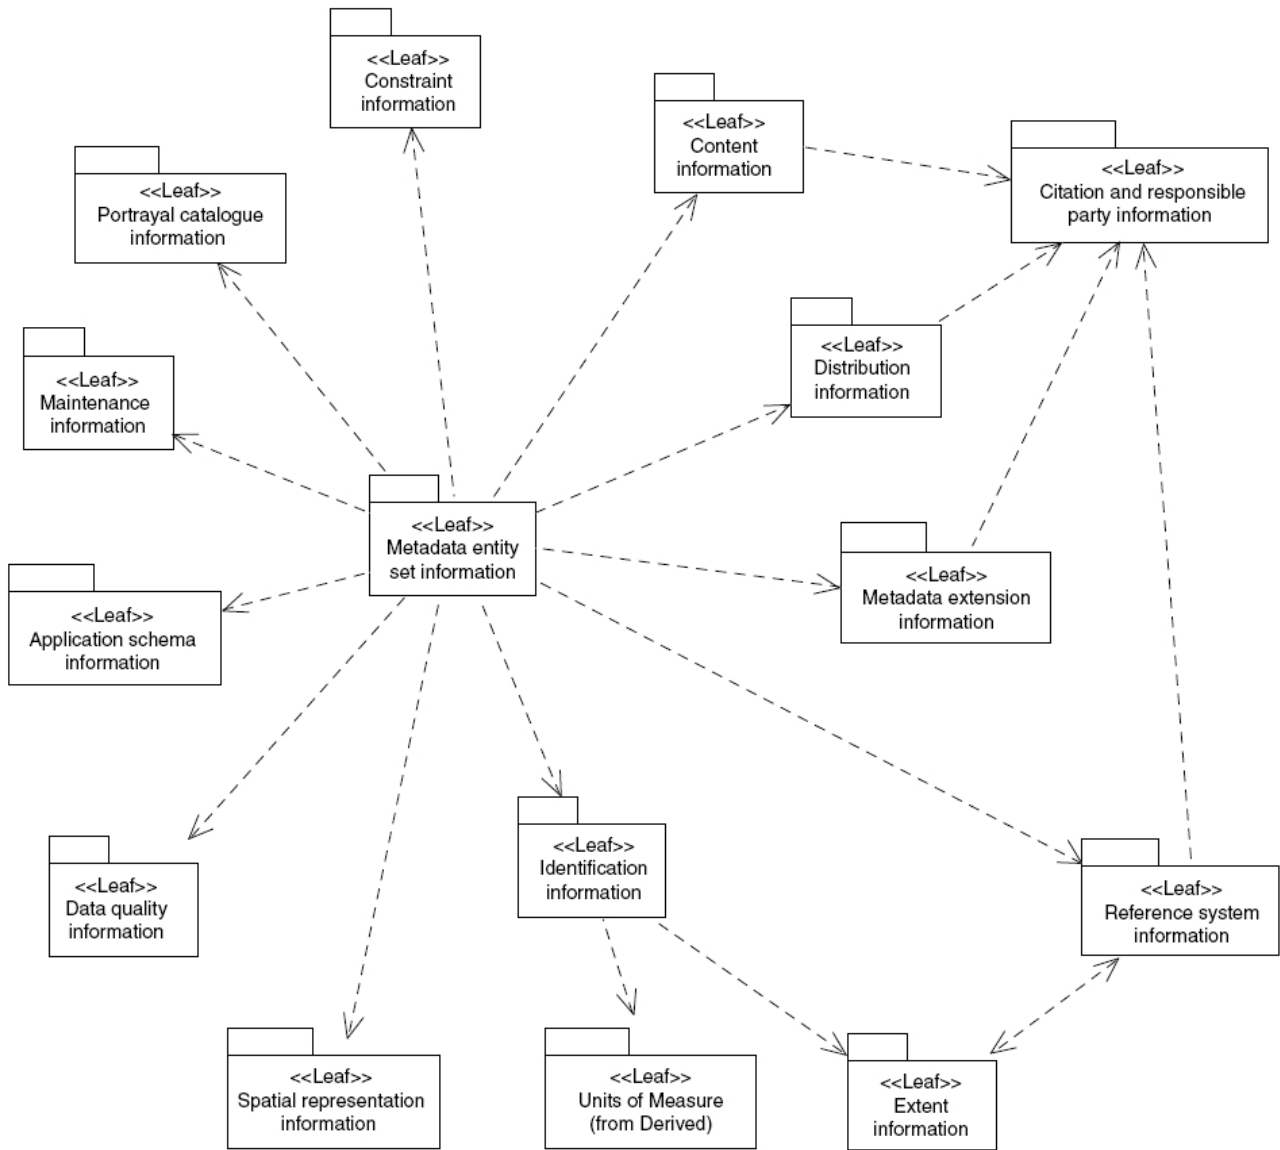 <<Leaf>>
Constraint
information
<<Leaf>>
Content
information
<<Leaf>>
Citation and responsible
party information
<<Leaf>>
Portrayal catalogue
information
<<Leaf>>
Distribution
information
<<Leaf>>
Maintenance
information
<<Leaf>>
Metadata entity
set information
<<Leaf>>
Metadata extension
information
<<Leaf>>
Application schema
information
<<Leaf>>
Identification
information
<<Leaf>>
Data quality
information
<<Leaf>>
Reference system
information
<<Leaf>>
Spatial representation
information
<<Leaf>>
Units of Measure
(from Derived)
<<Leaf>>
Extent
information